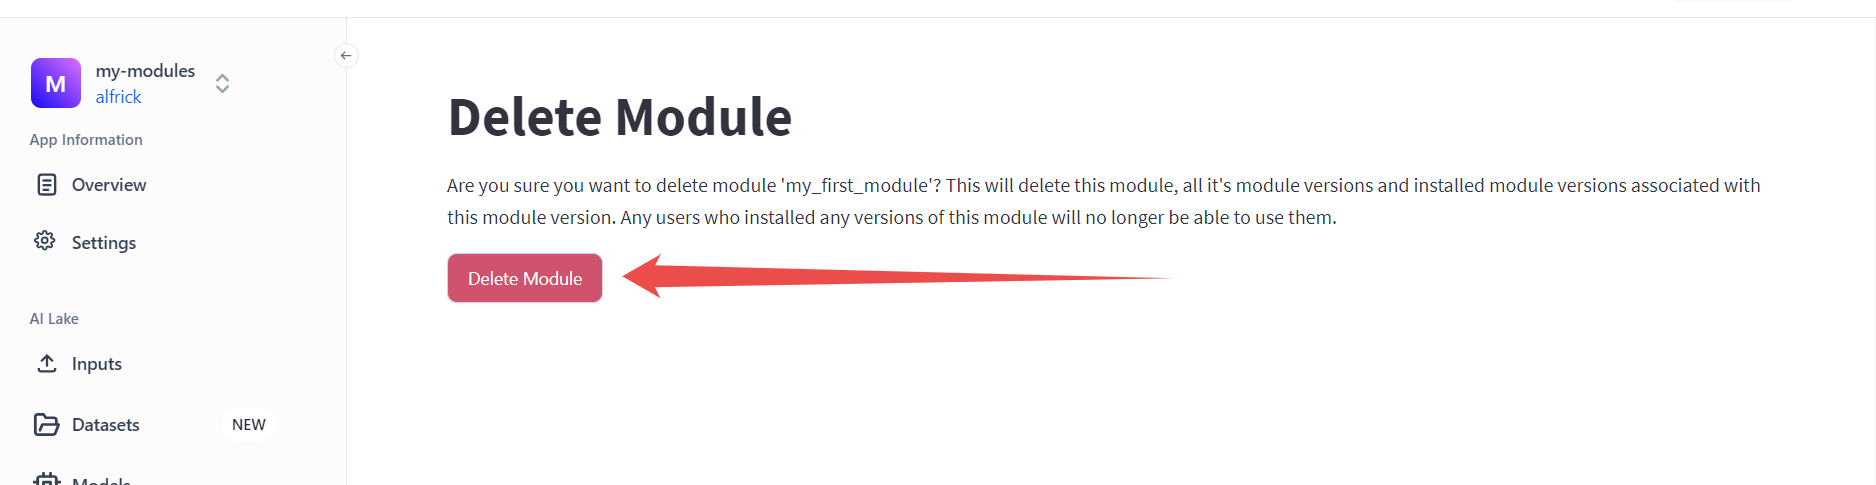 M
my-modules
alfrick
App Information
Overview
Settings
AI Lake
Inputs
Datasets NEW
Models
Delete Module
Are you sure you want to delete module 'my_first_module'? This will delete this module, all it's module versions and installed module versions associated with
this module version. Any users who installed any versions of this module will no longer be able to use them.
Delete Module